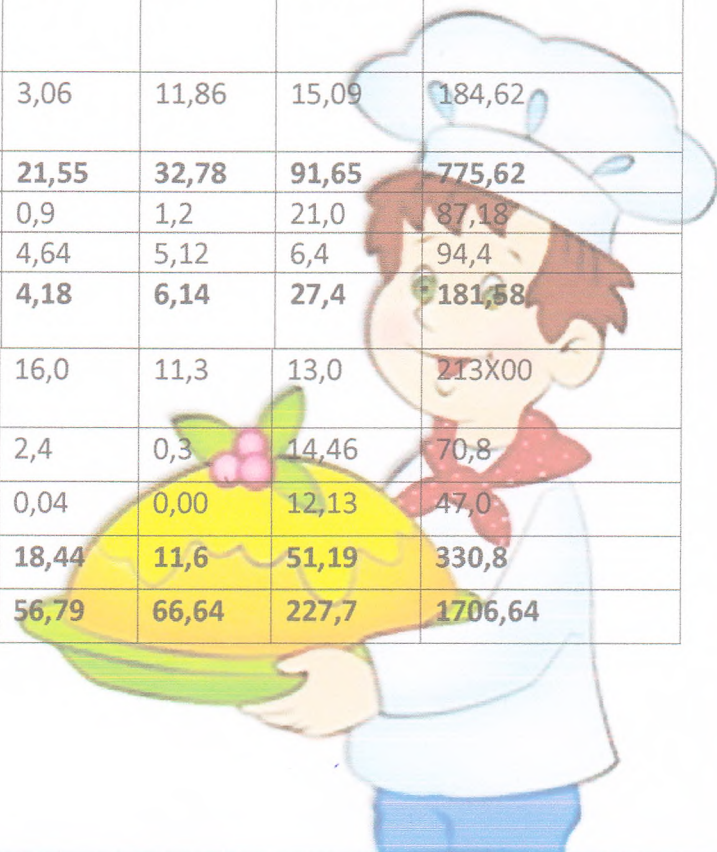 3,06 11,86 15,09 184,62
21,55 32,78 91,65 775,62
0,9 1,2 21,0 87,18
4,64 5,12 6,4 94,4
4,18 6,14 27,4 181,58
16,0 11,3 13,0 213X00
2,4 0,3 14,46 70,8
0,04 0,00 12,13 47,0
18,44 11,6 51,19 330,8
56,79 66,64 227,7 1706,64